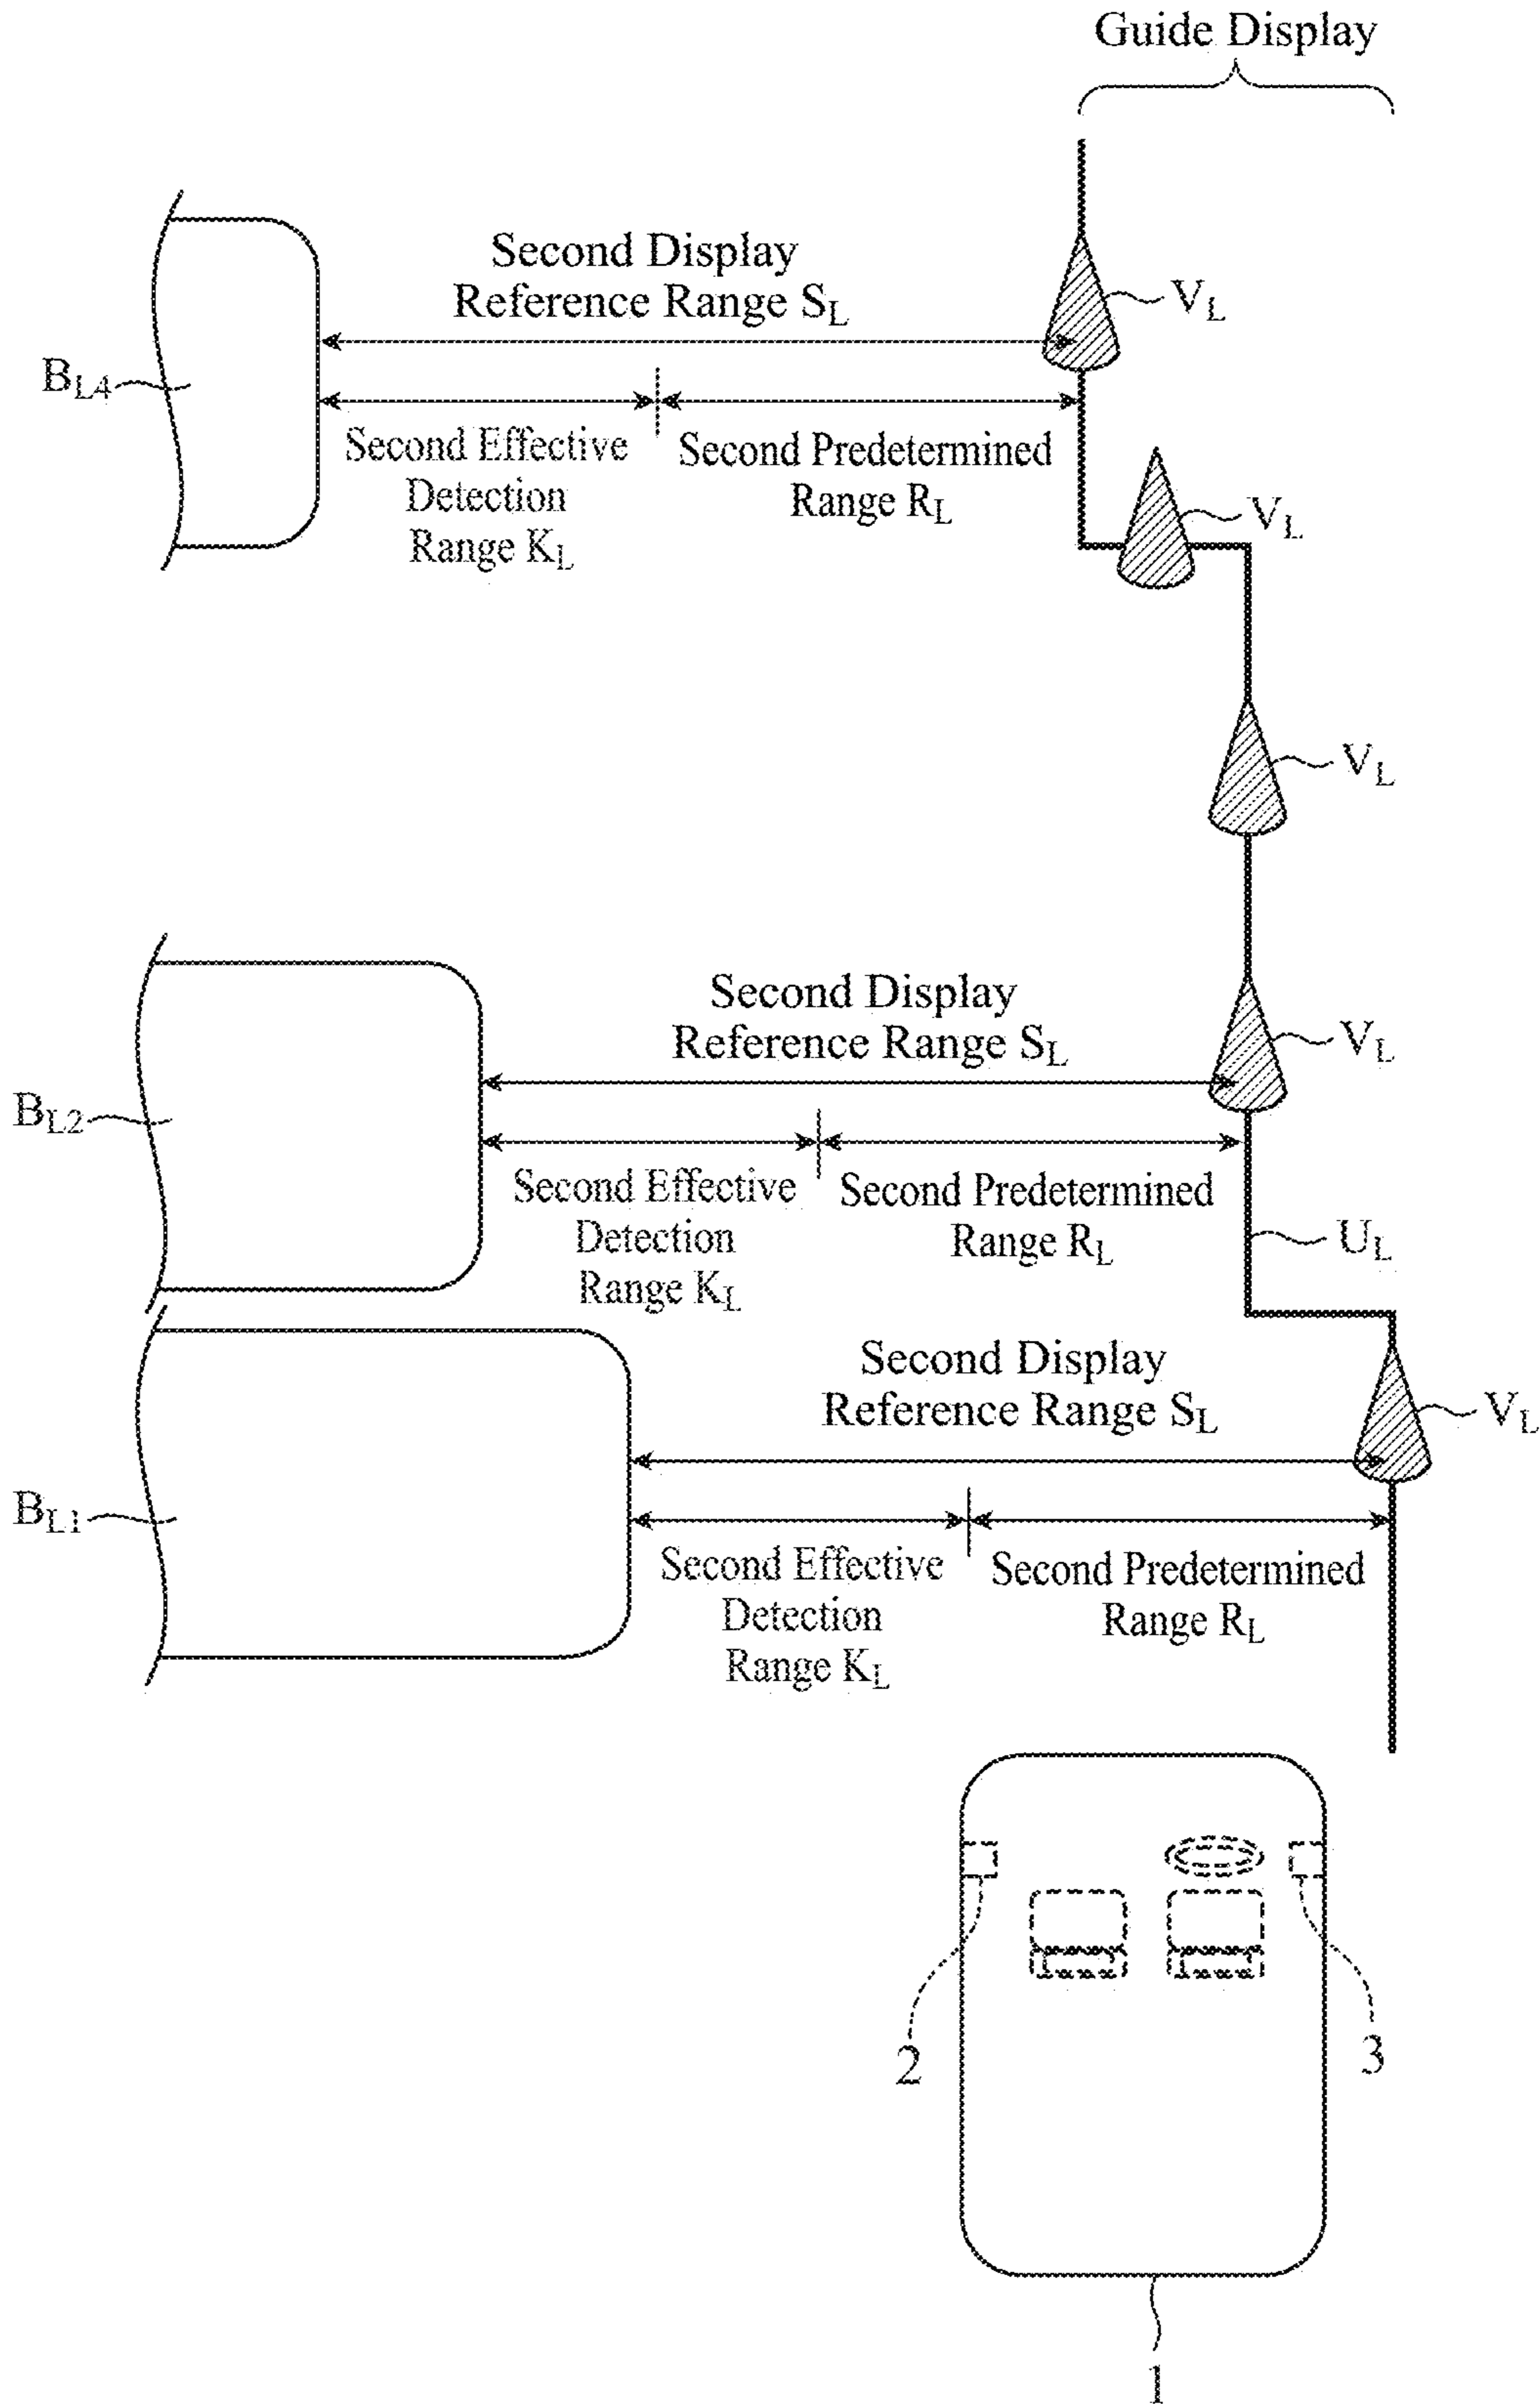 Guide Display
Second Display
Reference Range SL
VL
BL4
Second Effective
Detection
Range KL
Second Predetermined
Range RL
VL
VL
Second Display
Reference Range SL
VL
BL2
Second Effective
Detection
Range KL
Second Predetermined
Range RL
UL
Second Display
Reference Range SL
VL
BL1
Second Effective
Detection
Range KL
Second Predetermined
Range RL
2
3
1